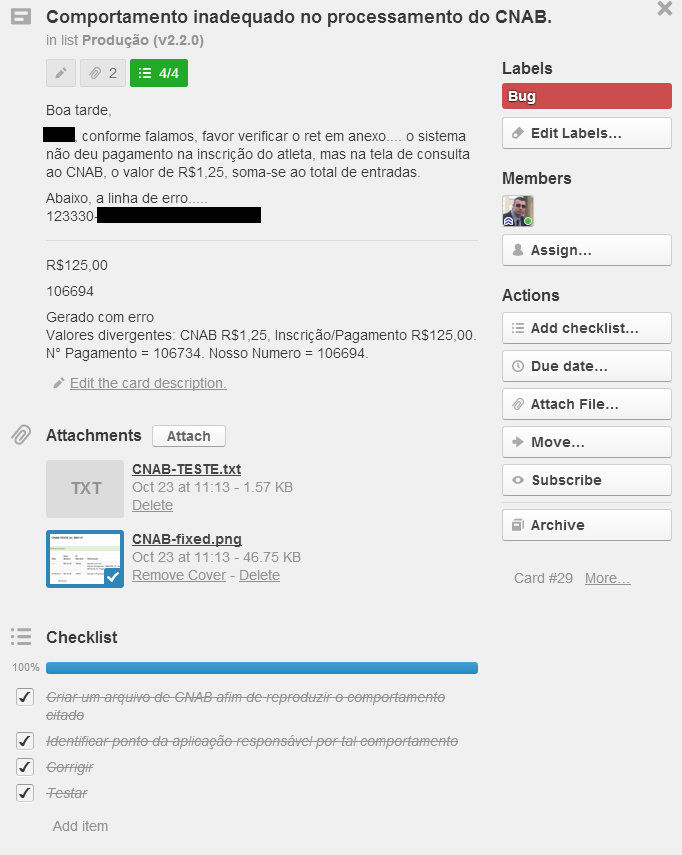 Comportamento inadequado no processamento do CNAB.
in list Produção (v2.2.0)
2
4/4
Boa tarde,
, conforme falamos, favor verificar o ret em anexo.... o sistema
não deu pagamento na inscrição do atleta, mas na tela de consulta
ao CNAB, o valor de R$1,25, soma-se ao total de entradas.
Abaixo, a linha de erro.....
123330-
R$125,00
106694
Gerado com erro
Valores divergentes: CNAB R$1,25, Inscrição/Pagamento R$125,00.
N° Pagamento = 106734. Nosso Numero = 106694.
Edit the card description.
Attachments
Attach
TXT
CNAB-TESTE.txt
Oct 23 at 11:13 - 1.57 KB
Delete
CNAB-fixed.png
Oct 23 at 11:13 - 46.75 KB
Remove Cover - Delete
Checklist
100%
Criar um arquivo de CNAB afim de reproduzir o comportamento
citado
Identificar ponto da aplicação responsável por tal comportamento
Corrigir
Testar
Add item
Labels
Bug
Edit Labels...
Members
Assign...
Actions
Add checklist...
Due date...
Attach File...
Move...
Subscribe
Archive
Card #29 More...